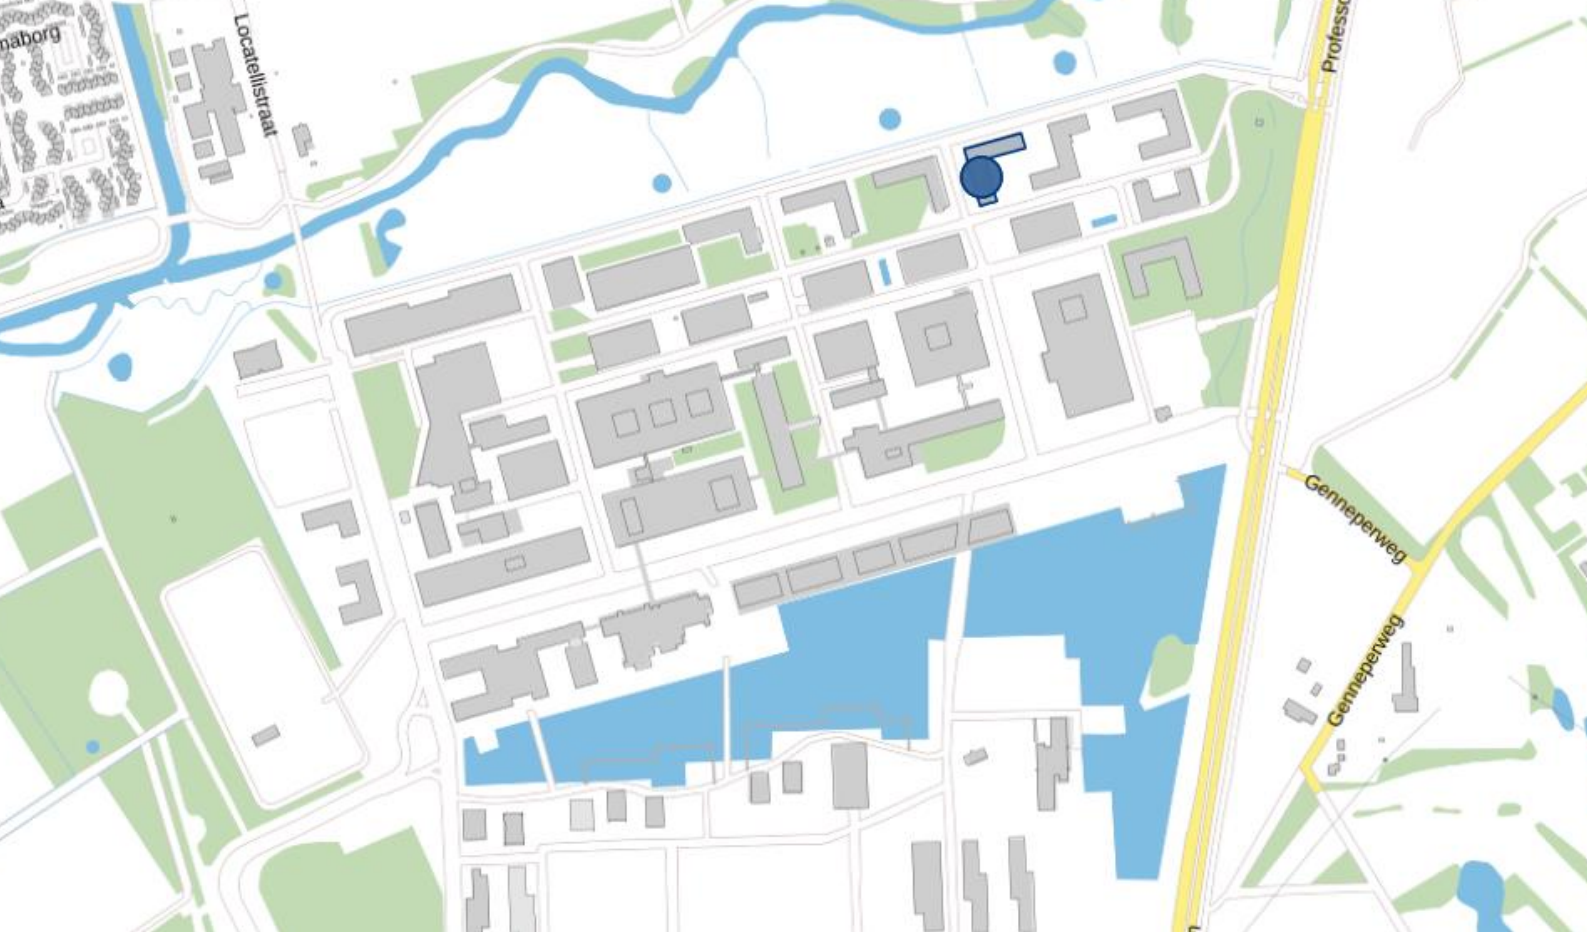 naborg
Locatellistraat
Professo
Genneperweg
Genneperweg
n